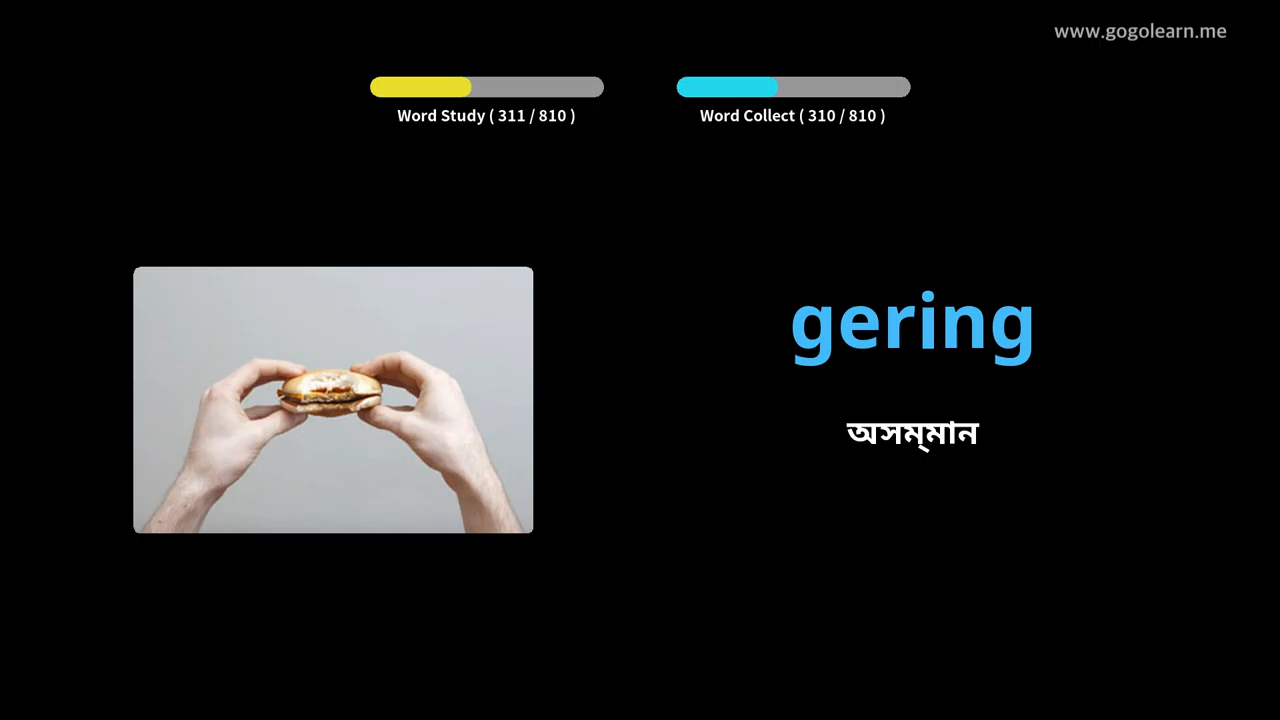 www.gogolearn.me
Word Study ( 311 / 810 )
Word Collect ( 310 / 810 )
gering
অসম্মান